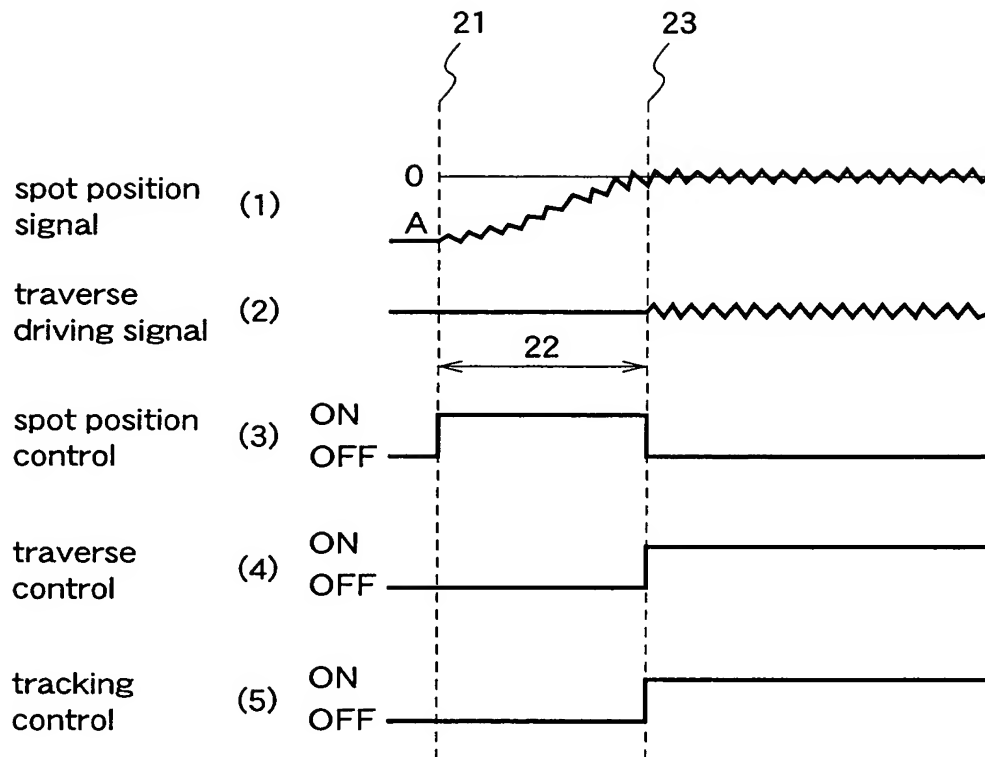 21
23
0
spot position
signal
(1)
A
traverse
driving signal
(2)
22
spot position
control
(3)
ON
OFF
traverse
control
(4)
ON
OFF
tracking
control
(5)
ON
OFF